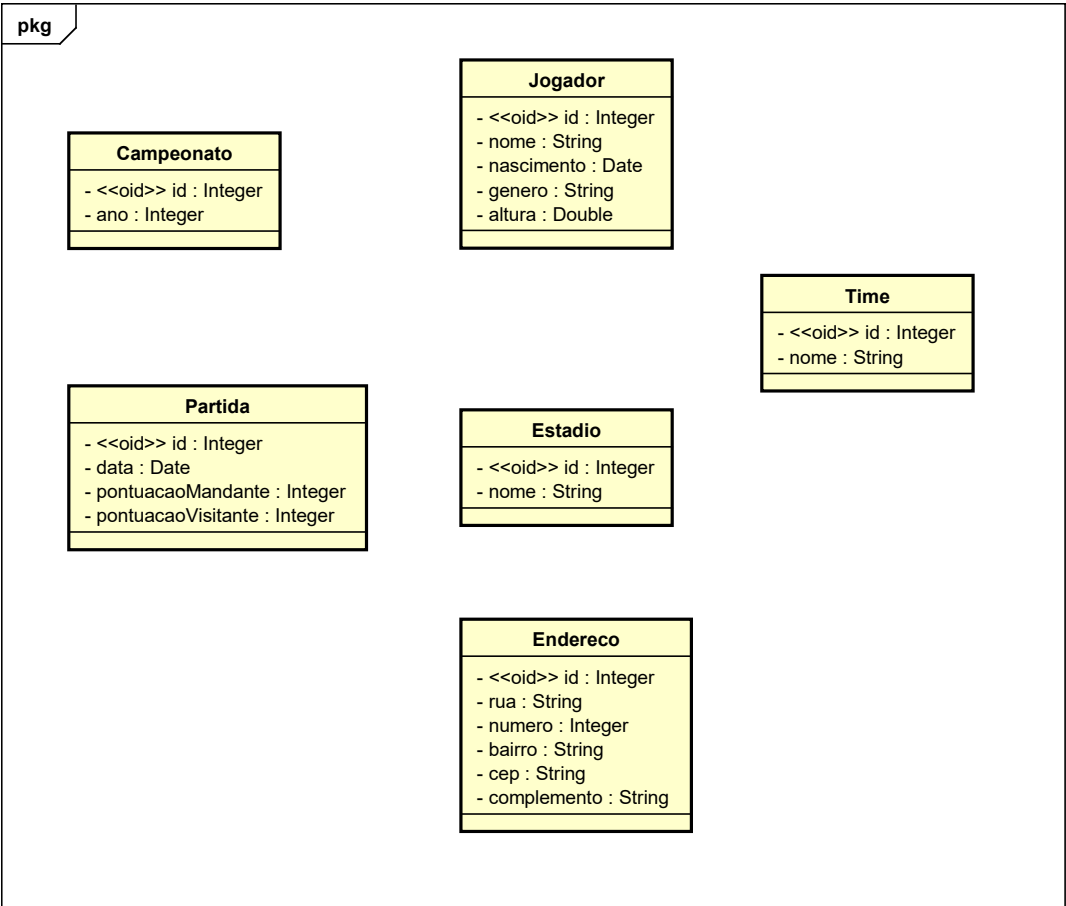 pkg
Jogador
- <<oid>> id : Integer
- nome : String
- nascimento : Date
- genero : String
- altura : Double
Campeonato
- <<oid>> id : Integer
- ano : Integer
Time
- <<oid>> id : Integer
- nome : String
Partida
- <<oid>> id : Integer
- data : Date
- pontuacaoMandante : Integer
- pontuacaoVisitante : Integer
Estadio
- <<oid>> id : Integer
- nome : String
Endereco
- <<oid>> id : Integer
- rua : String
- numero : Integer
- bairro : String
- cep : String
- complemento : String